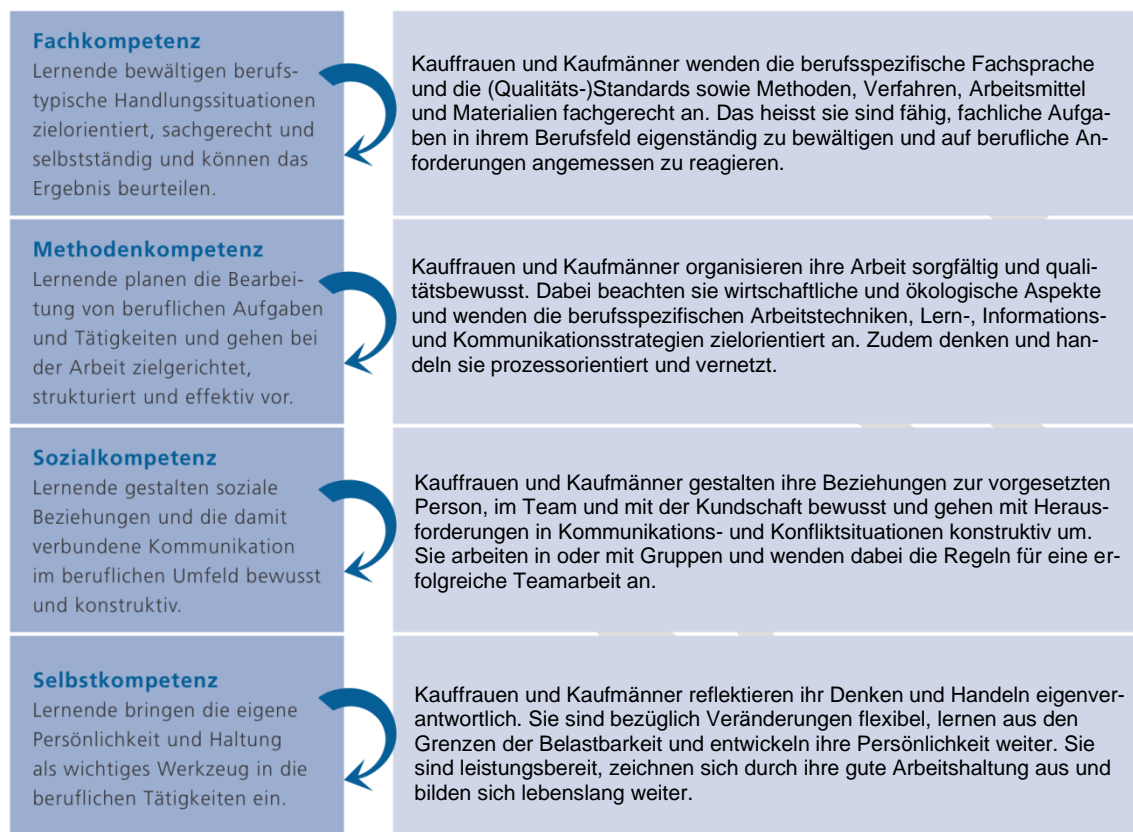 Fachkompetenz
Lernende bewältigen berufs-
typische Handlungssituationen
zielorientiert, sachgerecht und
selbstständig und können das
Ergebnis beurteilen.
Kauffrauen und Kaufmänner wenden die berufsspezifische Fachsprache
und die (Qualitäts-)Standards sowie Methoden, Verfahren, Arbeitsmittel
und Materialien fachgerecht an. Das heisst sie sind fähig, fachliche Aufga-
ben in ihrem Berufsfeld eigenständig zu bewältigen und auf berufliche An-
forderungen angemessen zu reagieren.
Methodenkompetenz
Lernende planen die Bearbei-
tung von beruflichen Aufgaben
und Tätigkeiten und gehen bei
der Arbeit zielgerichtet,
strukturiert und effektiv vor.
Kauffrauen und Kaufmänner organisieren ihre Arbeit sorgfältig und quali-
tätsbewusst. Dabei beachten sie wirtschaftliche und ökologische Aspekte
und wenden die berufsspezifischen Arbeitstechniken, Lern-, Informations-
und Kommunikationsstrategien zielorientiert an. Zudem denken und han-
deln sie prozessorientiert und vernetzt.
Sozialkompetenz
Lernende gestalten soziale
Beziehungen und die damit
verbundene Kommunikation
im beruflichen Umfeld bewusst
und konstruktiv.
Kauffrauen und Kaufmänner gestalten ihre Beziehungen zur vorgesetzten
Person, im Team und mit der Kundschaft bewusst und gehen mit Heraus-
forderungen in Kommunikations- und Konfliktsituationen konstruktiv um.
Sie arbeiten in oder mit Gruppen und wenden dabei die Regeln für eine er-
folgreiche Teamarbeit an.
Selbstkompetenz
Lernende bringen die eigene
Persönlichkeit und Haltung
als wichtiges Werkzeug in die
beruflichen Tätigkeiten ein.
Kauffrauen und Kaufmänner reflektieren ihr Denken und Handeln eigenver-
antwortlich. Sie sind bezüglich Veränderungen flexibel, lernen aus den
Grenzen der Belastbarkeit und entwickeln ihre Persönlichkeit weiter. Sie
sind leistungsbereit, zeichnen sich durch ihre gute Arbeitshaltung aus und
bilden sich lebenslang weiter.